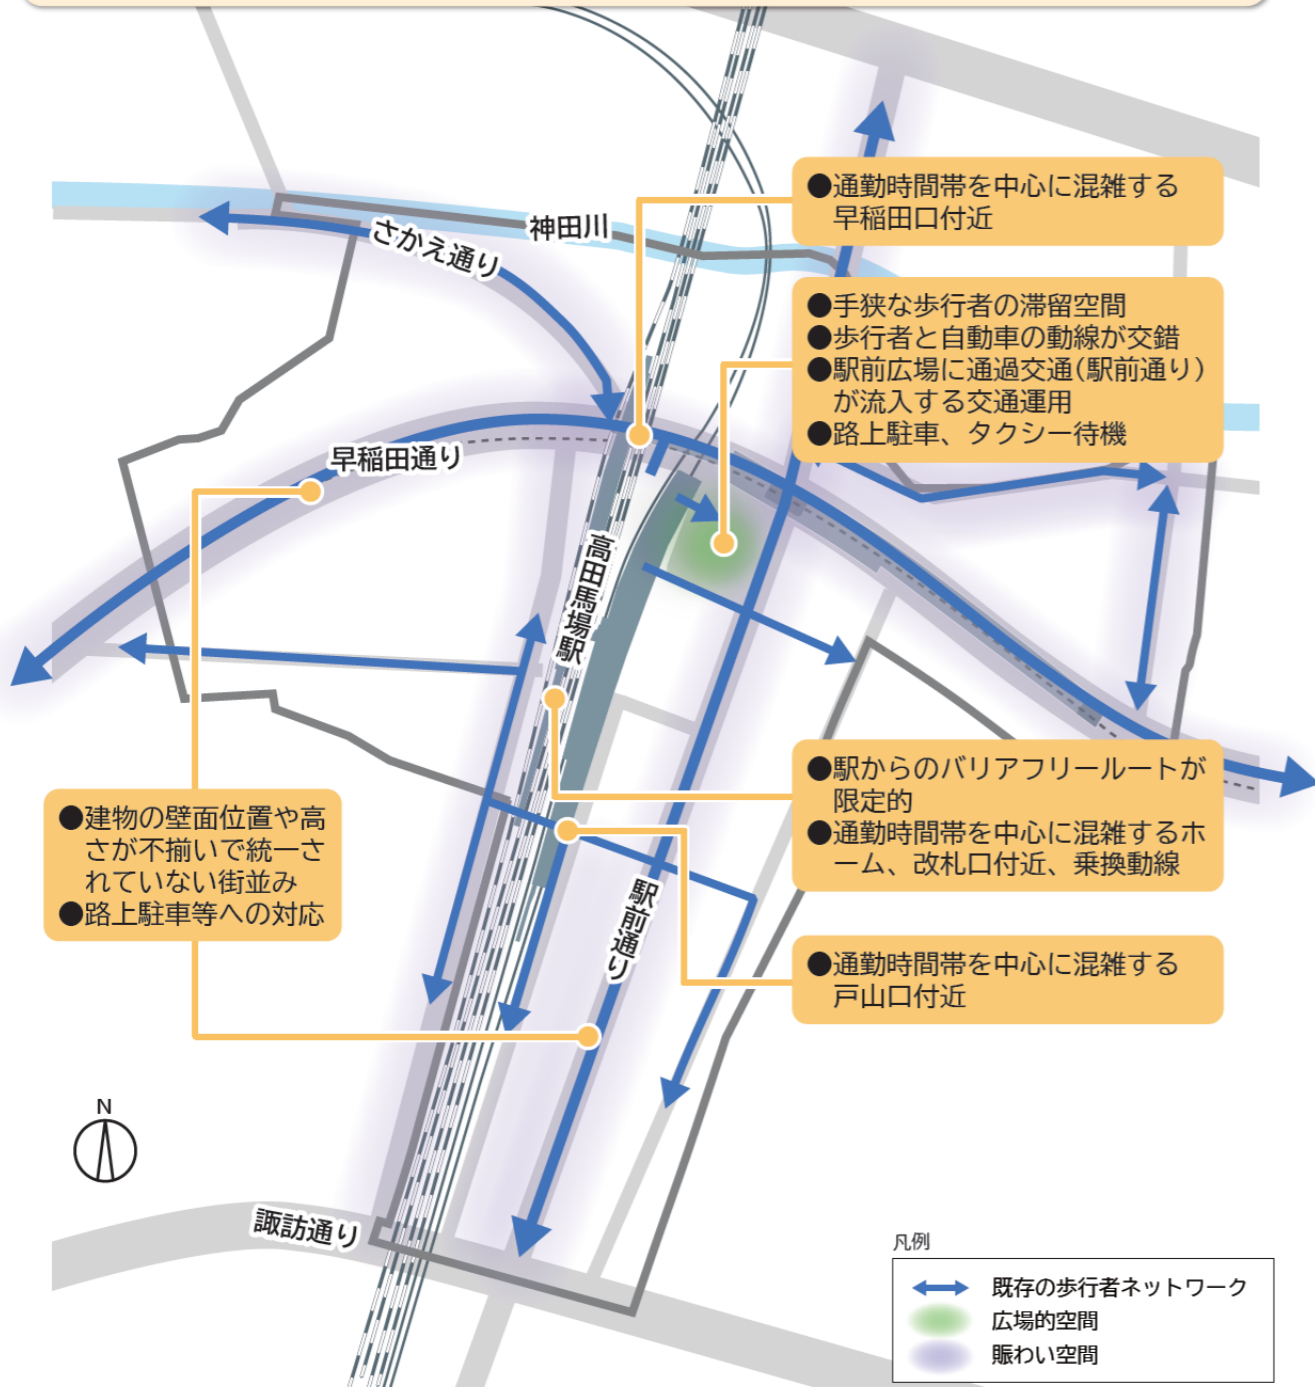 ●通勤時間帯を中心に混雑する
早稲田口付近
神田川
さかえ通り
●手狭な歩行者の滞留空間
●歩行者と自動車の動線が交錯
●駅前広場に通過交通(駅前通り)
が流入する交通運用
●路上駐車、タクシー待機
早稲田通り
高田馬場駅
●駅からのバリアフリールートが
限定的
●通勤時間帯を中心に混雑するホ
ーム、改札口付近、乗換動線
●建物の壁面位置や高
さが不揃いで統一さ
れていない街並み
●路上駐車等への対応
駅前通り
●通勤時間帯を中心に混雑する
戸山口付近
N
諏訪通り
凡例
既存の歩行者ネットワーク
広場的空間
賑わい空間